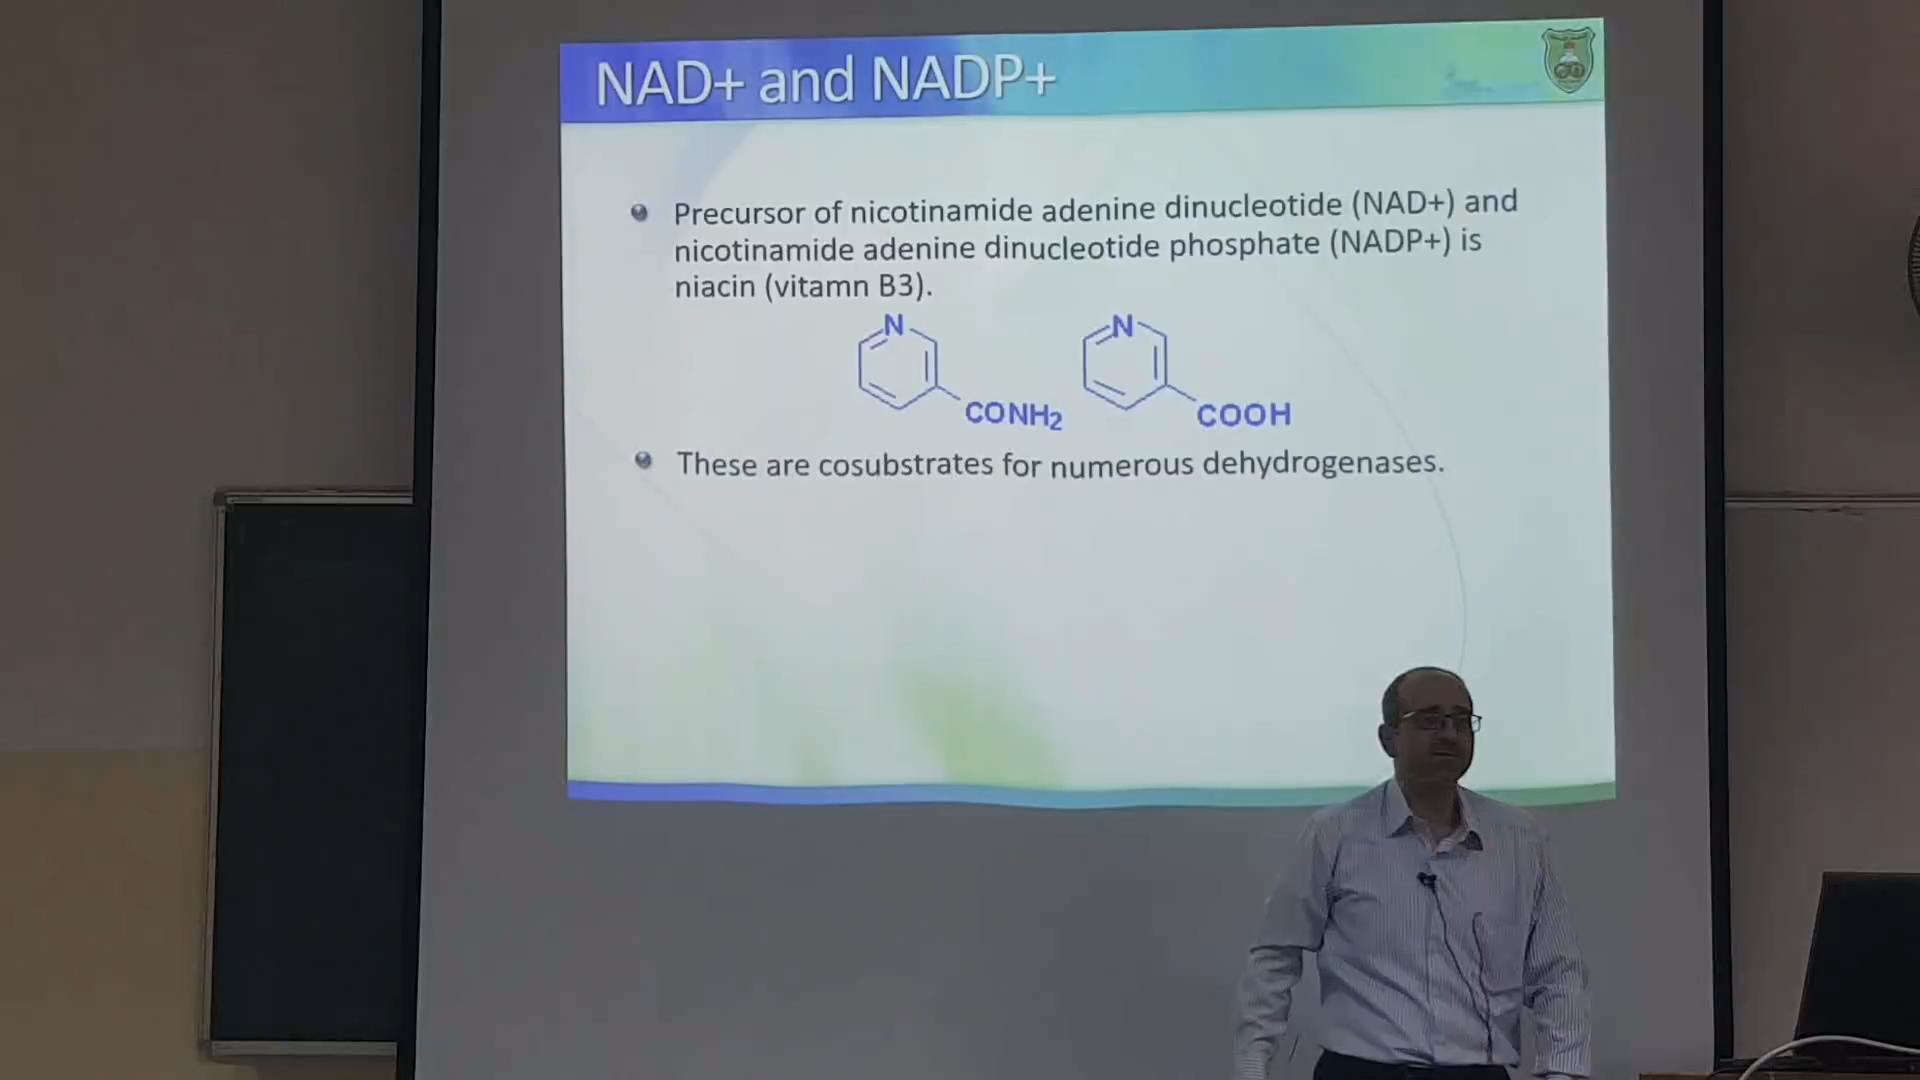 NAD+ and NADP+
Precursor of nicotinamide adenine dinucleotide (NAD+) and
nicotinamide adenine dinucleotide phosphate (NADP+) is
niacin (vitamn B3).
N N
CONH2 COOH
These are cosubstrates for numerous dehydrogenases.